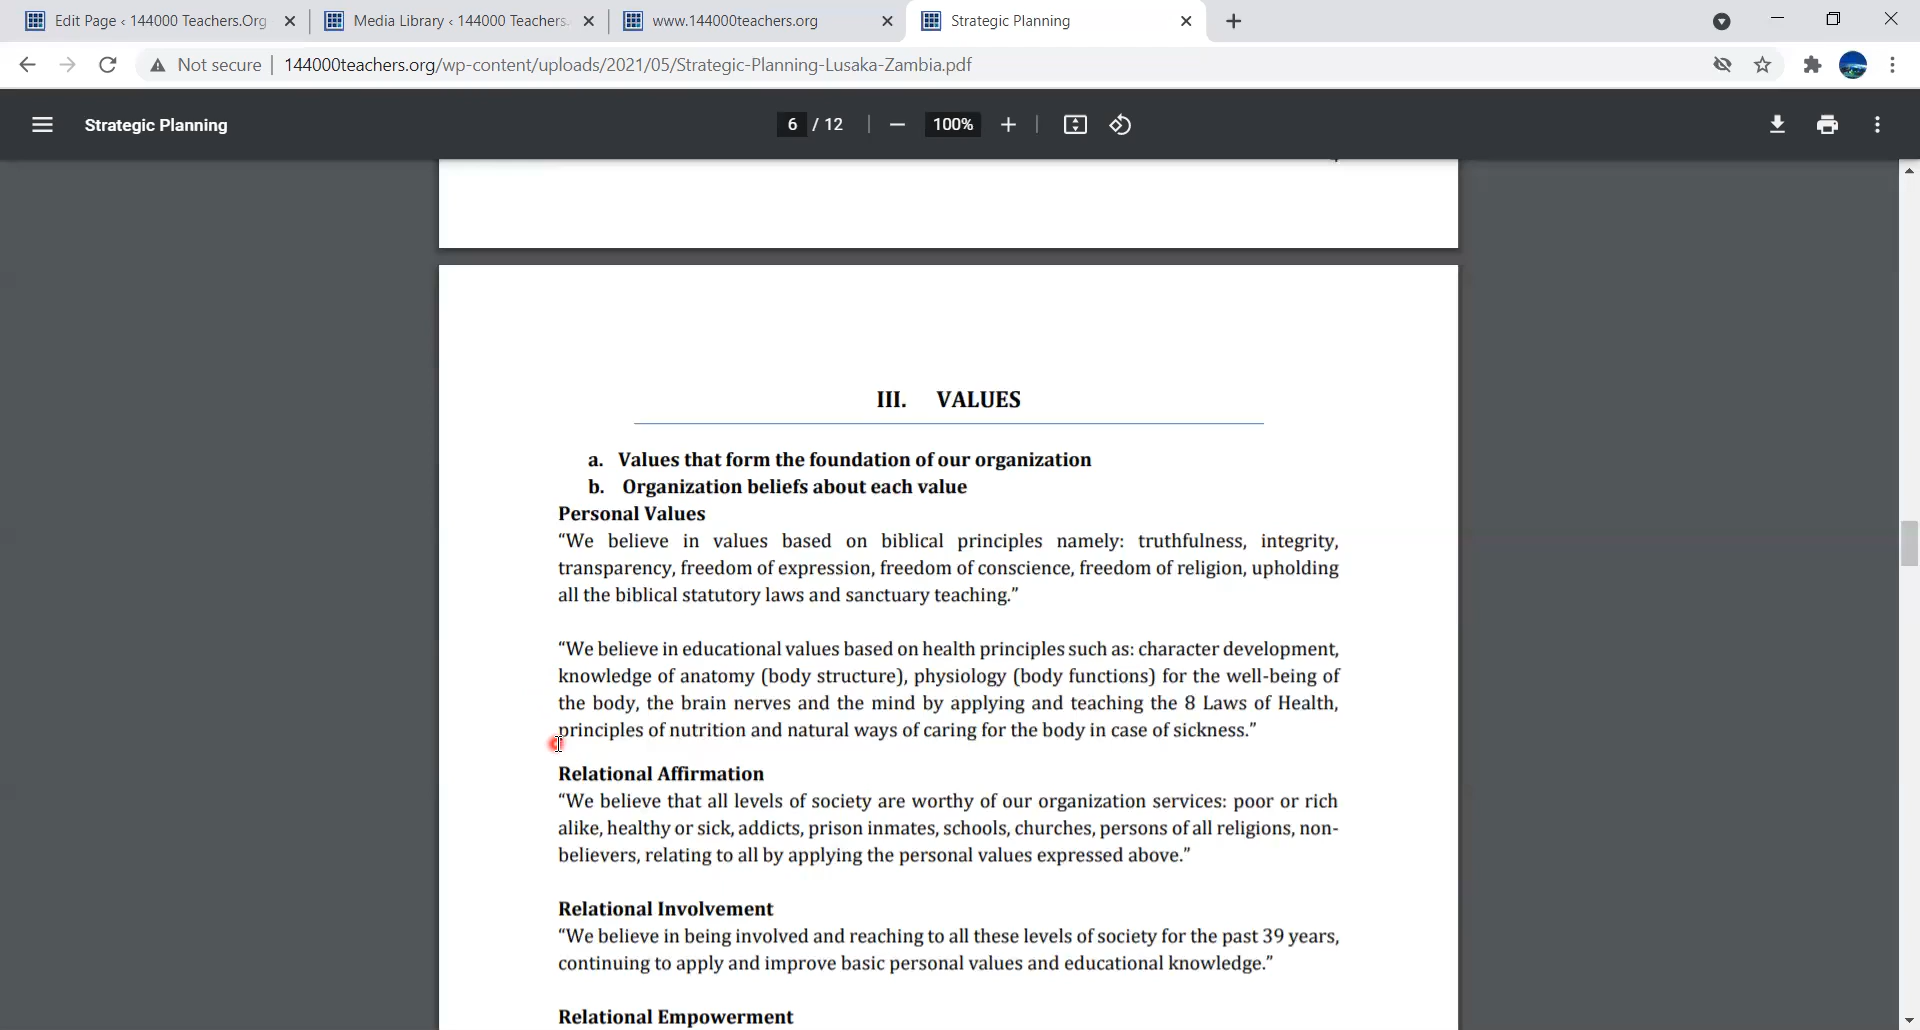 Edit Page ‹ 144000 Teachers.Org
Media Library ‹ 144000 Teachers.
www.144000teachers.org
Strategic Planning
Not secure
144000teachers.org/wp-content/uploads/2021/05/Strategic-Planning-Lusaka-Zambia.pdf
Strategic Planning
6 / 12
100%
III. VALUES
a. Values that form the foundation of our organization
b. Organization beliefs about each value
Personal Values
“We believe in values based on biblical principles namely: truthfulness, integrity,
transparency, freedom of expression, freedom of conscience, freedom of religion, upholding
all the biblical statutory laws and sanctuary teaching.”
“We believe in educational values based on health principles such as: character development,
knowledge of anatomy (body structure), physiology (body functions) for the well-being of
the body, the brain nerves and the mind by applying and teaching the 8 Laws of Health,
principles of nutrition and natural ways of caring for the body in case of sickness.”
Relational Affirmation
“We believe that all levels of society are worthy of our organization services: poor or rich
alike, healthy or sick, addicts, prison inmates, schools, churches, persons of all religions, non-
believers, relating to all by applying the personal values expressed above.”
Relational Involvement
“We believe in being involved and reaching to all these levels of society for the past 39 years,
continuing to apply and improve basic personal values and educational knowledge.”
Relational Empowerment